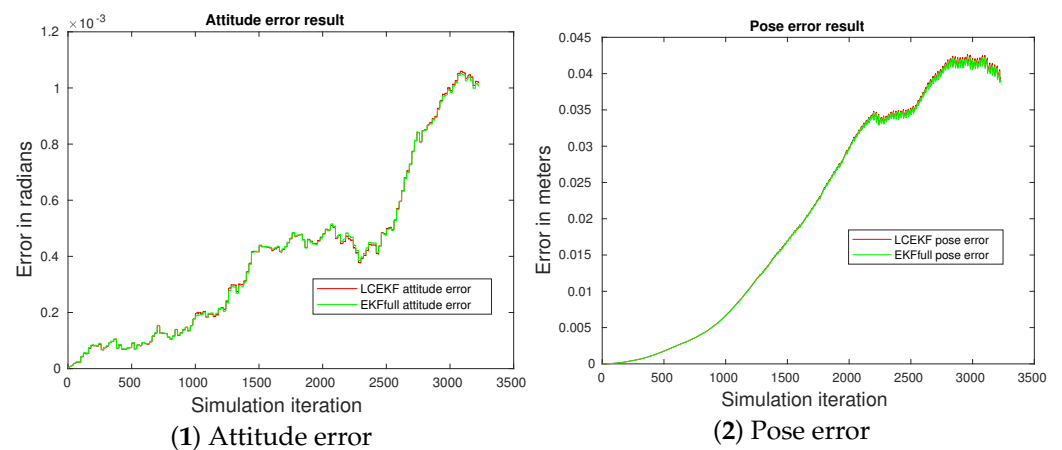 Attitude error result
×10⁻³
1.2
1
0.8
0.6
0.4
0.2
0
Error in radians
LCEKF attitude error
EKFfull attitude error
0 500 1000 1500 2000 2500 3000 3500
Simulation iteration
(1) Attitude error
Pose error result
0.045
0.04
0.035
0.03
0.025
0.02
0.015
0.01
0.005
0
Error in meters
LCEKF pose error
EKFfull pose error
0 500 1000 1500 2000 2500 3000 3500
Simulation iteration
(2) Pose error